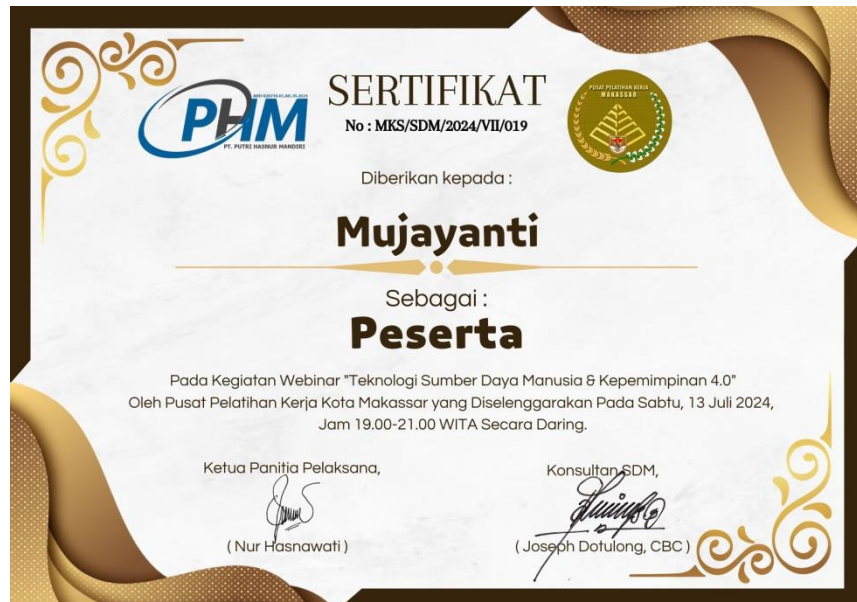 SERTIFIKAT
No : MKS/SDM/2024/VII/019
PHM
PT. PUTRI HASNUR MANDIRI
PUSAT PELATIHAN KERJA
MAKASSAR
Diberikan kepada :
Mujayanti
Sebagai :
Peserta
Pada Kegiatan Webinar "Teknologi Sumber Daya Manusia & Kepemimpinan 4.0"
Oleh Pusat Pelatihan Kerja Kota Makassar yang Diselenggarakan Pada Sabtu, 13 Juli 2024,
Jam 19.00-21.00 WITA Secara Daring.
Ketua Panitia Pelaksana,
Konsultan SDM,
( Nur Hasnawati )
( Joseph Dotulong, CBC )